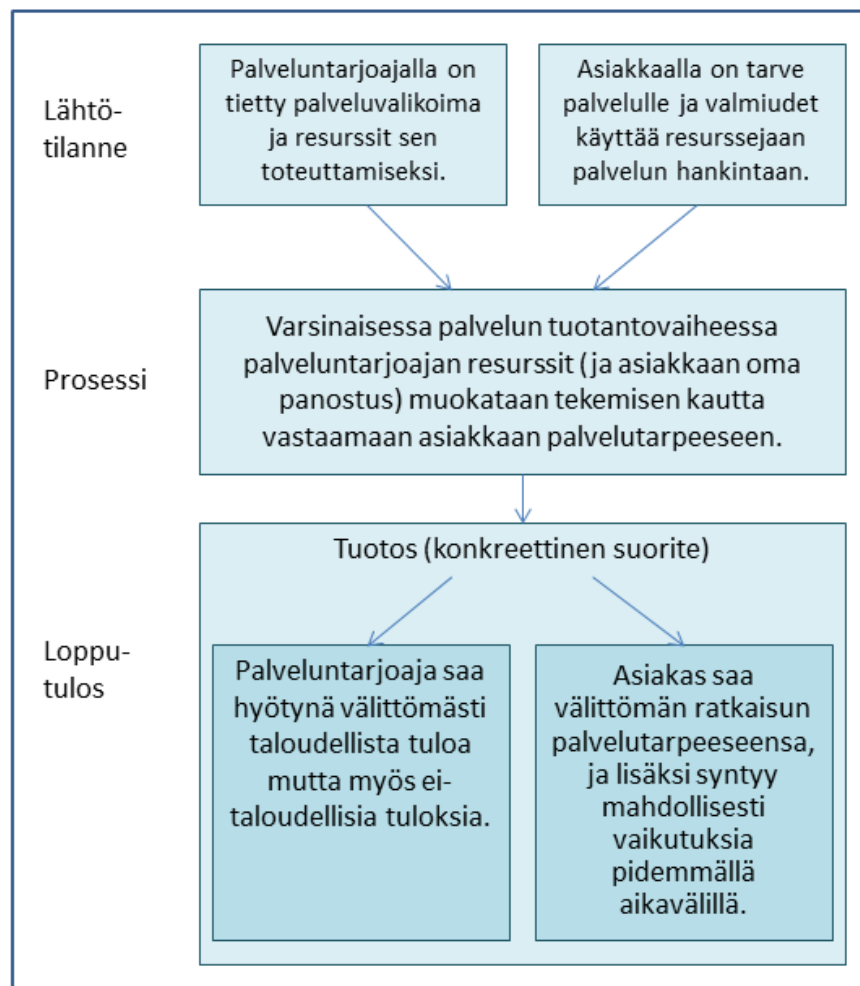 Lähtö-
tilanne
Palveluntarjoajalla on
tietty palveluvalikoima
ja resurssit sen
toteuttamiseksi.
Asiakkaalla on tarve
palvelulle ja valmiudet
käyttää resurssejaan
palvelun hankintaan.
Prosessi
Varsinaisessa palvelun tuotantovaiheessa
palveluntarjoajan resurssit (ja asiakkaan oma
panostus) muokataan tekemisen kautta
vastaamaan asiakkaan palvelutarpeeseen.
Loppu-
tulos
Tuotos (konkreettinen suorite)
Palveluntarjoaja saa
hyötynä välittömästi
taloudellista tuloa
mutta myös ei-
taloudellisia tuloksia.
Asiakas saa
välittömän ratkaisun
palvelutarpeeseensa,
ja lisäksi syntyy
mahdollisesti
vaikutuksia
pidemmällä
aikavälillä.